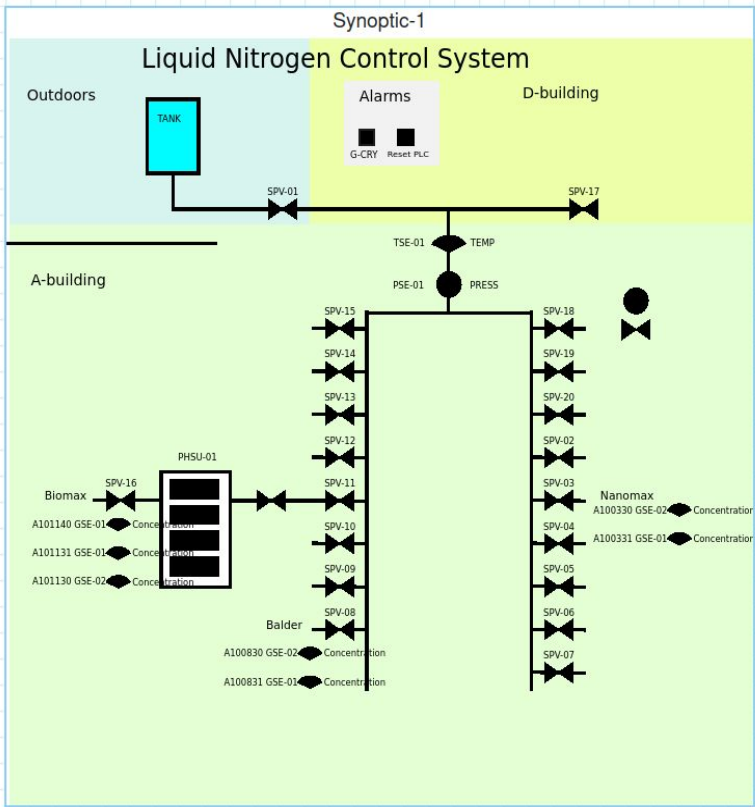 Synoptic-1
Liquid Nitrogen Control System
Outdoors
Alarms
D-building
TANK
G-CRY
Reset PLC
SPV-01
SPV-17
TSE-01
TEMP
A-building
PSE-01
PRESS
SPV-15
SPV-18
SPV-14
SPV-19
SPV-13
SPV-20
SPV-12
SPV-02
PHSU-01
SPV-16
SPV-11
SPV-03
Biomax
Nanomax
A101140 GSE-01 Concentration
A100330 GSE-02 Concentration
SPV-10
SPV-04
A101131 GSE-01 Concentration
A100331 GSE-01 Concentration
SPV-09
SPV-05
A101130 GSE-02 Concentration
SPV-08
SPV-06
Balder
A100830 GSE-02 Concentration
SPV-07
A100831 GSE-01 Concentration